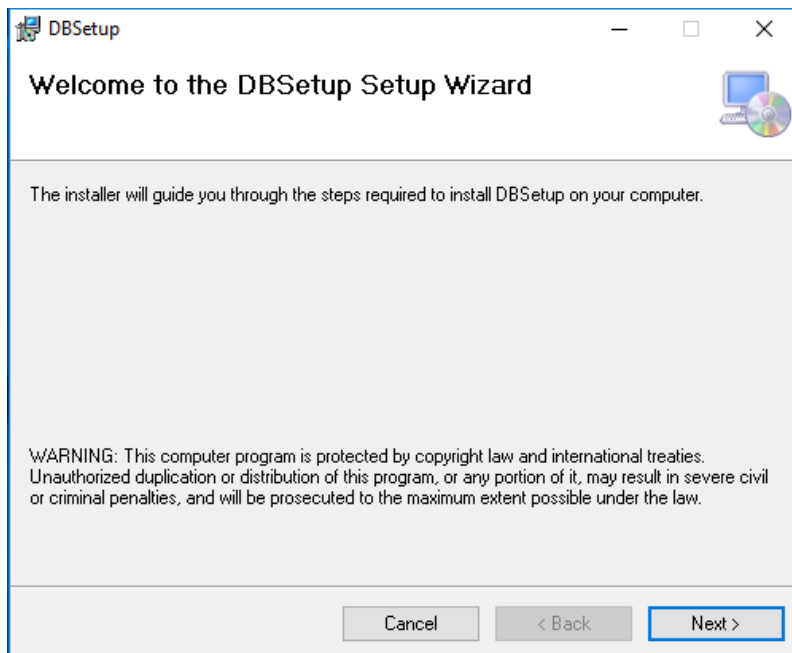 DBSetup
Welcome to the DBSetup Setup Wizard
The installer will guide you through the steps required to install DBSetup on your computer.
WARNING: This computer program is protected by copyright law and international treaties.
Unauthorized duplication or distribution of this program, or any portion of it, may result in severe civil
or criminal penalties, and will be prosecuted to the maximum extent possible under the law.
Cancel < Back Next >